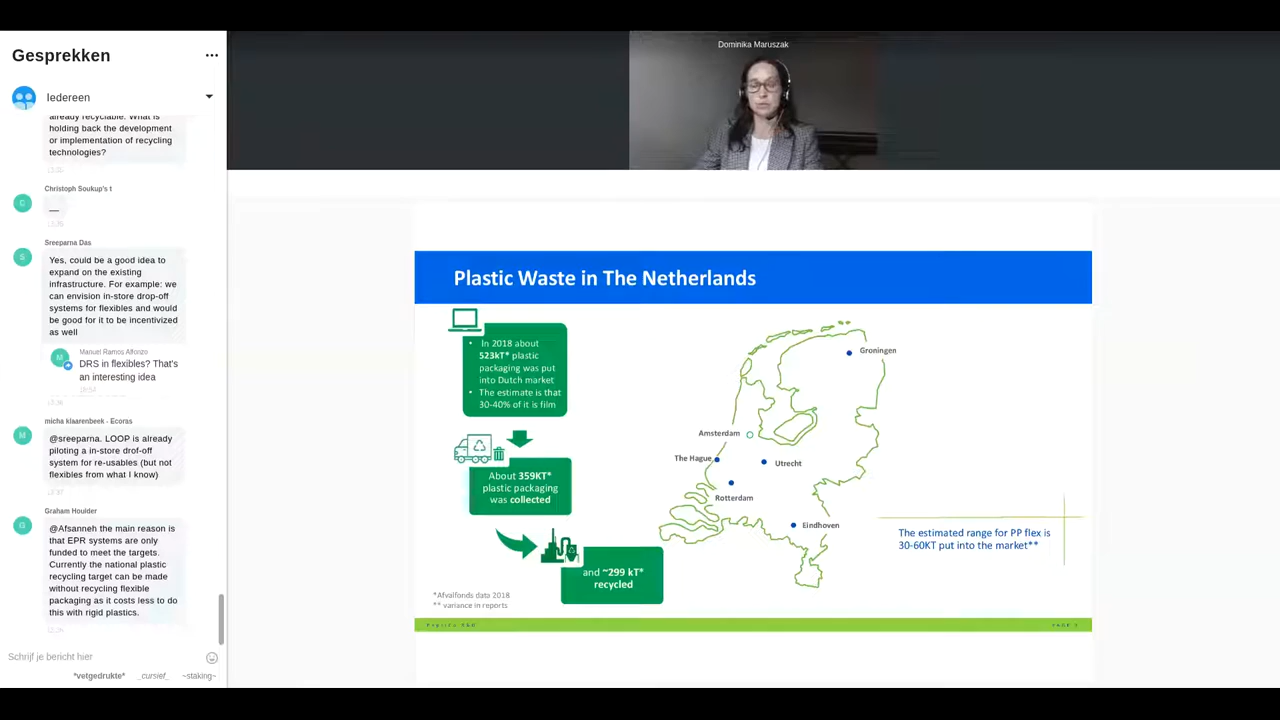 Gesprekken
Iedereen
already recyclable. What is
holding back the development
or implementation of recycling
technologies?
Christoph Soukup's t
—
Sreeparna Das
Yes, could be a good idea to
expand on the existing
infrastructure. For example: we
can envision in-store drop-off
systems for flexibles and would
be good for it to be incentivized
as well
Manuel Ramos Alfonzo
DRS in flexibles? That's
an interesting idea
micha klaarenbeek - Ecoras
@sreeparna. LOOP is already
piloting a in-store drof-off
system for re-usables (but not
flexibles from what I know)
Graham Houlder
@Afsanneh the main reason is
that EPR systems are only
funded to meet the targets.
Currently the national plastic
recycling target can be made
without recycling flexible
packaging as it costs less to do
this with rigid plastics.
Schrijf je bericht hier
*vetgedrukte* _cursief_ ~staking~
Dominika Maruszak
Plastic Waste in The Netherlands
• In 2018 about
523kT* plastic
packaging was put
into Dutch market
• The estimate is that
30-40% of it is film
About 359KT*
plastic packaging
was collected
and ~299 kT*
recycled
*Afvalfonds data 2018
** variance in reports
Groningen
Amsterdam
The Hague
Utrecht
Rotterdam
Eindhoven
The estimated range for PP flex is
30-60KT put into the market**